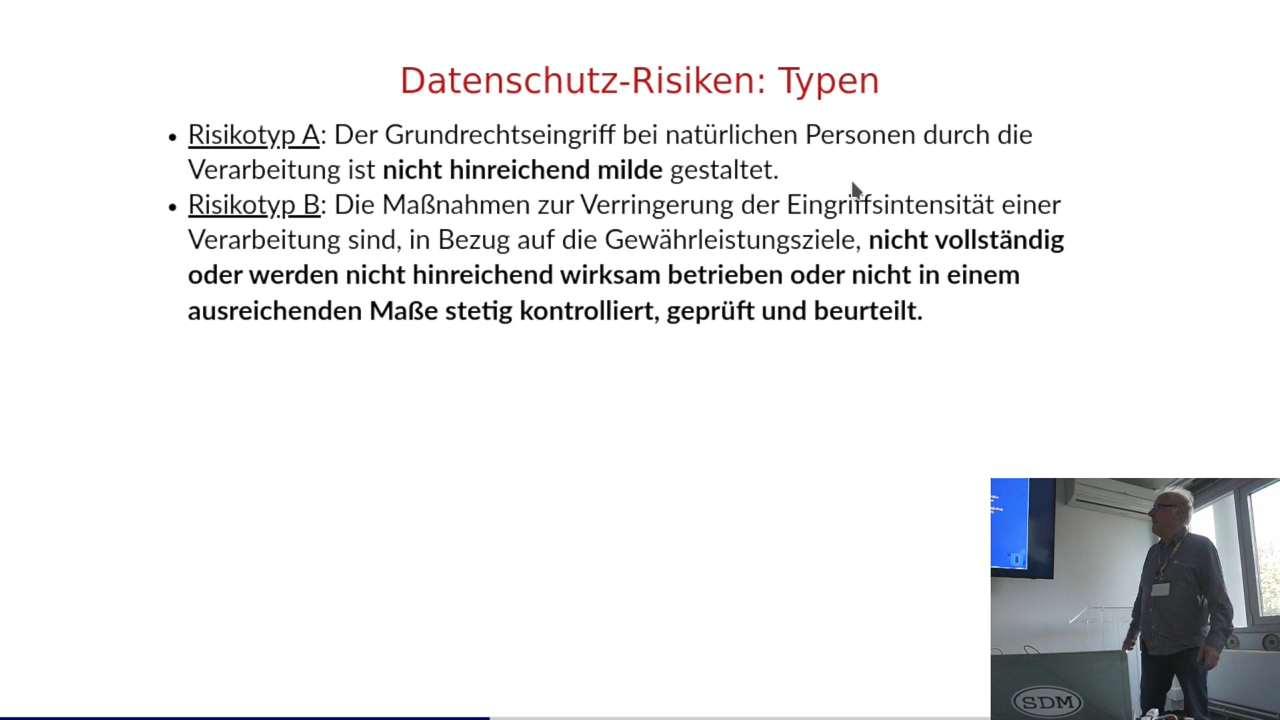 Datenschutz-Risiken: Typen
• Risikotyp A: Der Grundrechtseingriff bei natürlichen Personen durch die
Verarbeitung ist nicht hinreichend milde gestaltet.
• Risikotyp B: Die Maßnahmen zur Verringerung der Eingriffsintensität einer
Verarbeitung sind, in Bezug auf die Gewährleistungsziele, nicht vollständig
oder werden nicht hinreichend wirksam betrieben oder nicht in einem
ausreichenden Maße stetig kontrolliert, geprüft und beurteilt.
SDM